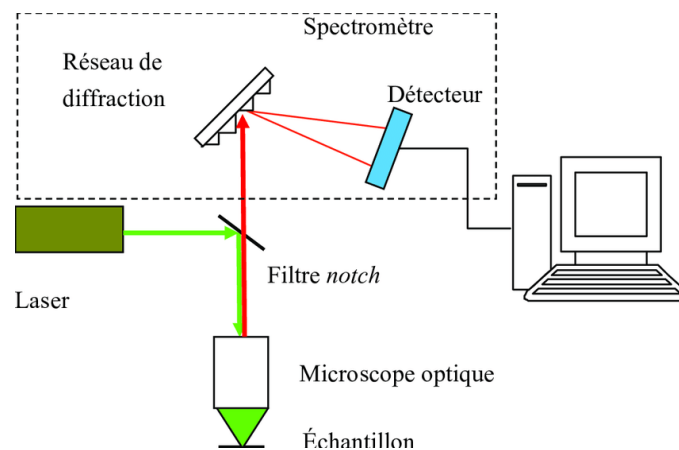 Spectromètre
Réseau de
diffraction
Détecteur
Filtre notch
Laser
Microscope optique
Échantillon